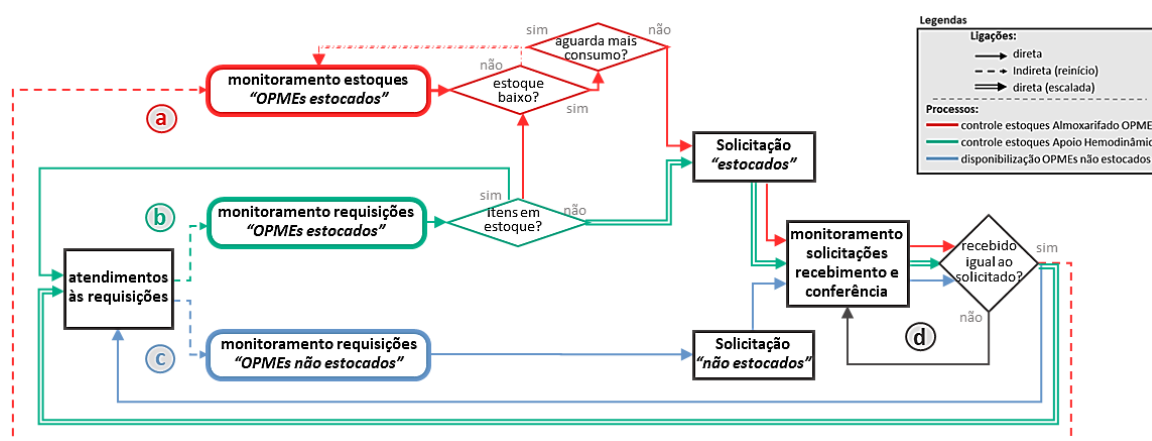 sim
não
aguarda mais
consumo?
não
monitoramento estoques
“OPMEs estocados”
estoque
baixo?
sim
a
Solicitação
“estocados”
sim
não
b
monitoramento requisições
“OPMEs estocados”
itens em
estoque?
atendimentos
às requisições
monitoramento
solicitações
recebimento e
conferência
recebido
igual ao
solicitado?
sim
não
d
c
monitoramento requisições
“OPMEs não estocados”
Solicitação
“não estocados”
Legendas
Ligações:
direta
Indireta (reinício)
direta (escalada)
Processos:
controle estoques Almoxarifado OPME
controle estoques Apoio Hemodinâmic
disponibilização OPMEs não estocados